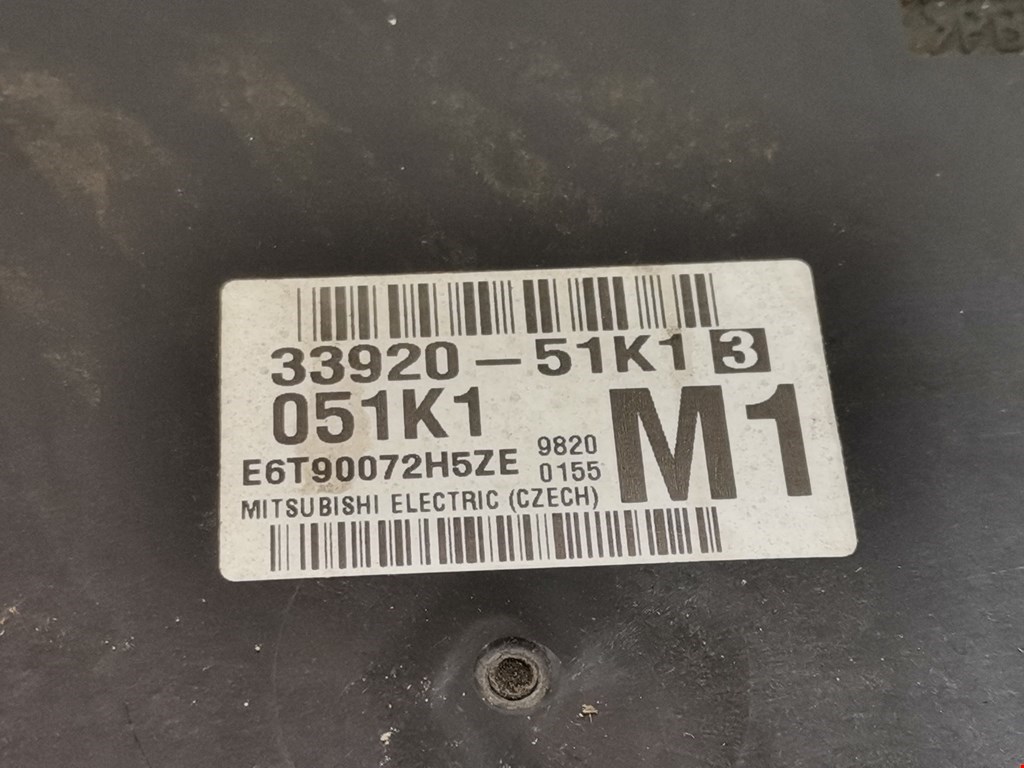 33920-51K1 3
051K1 M1
E6T90072H5ZE 9820
0155
MITSUBISHI ELECTRIC (CZECH)